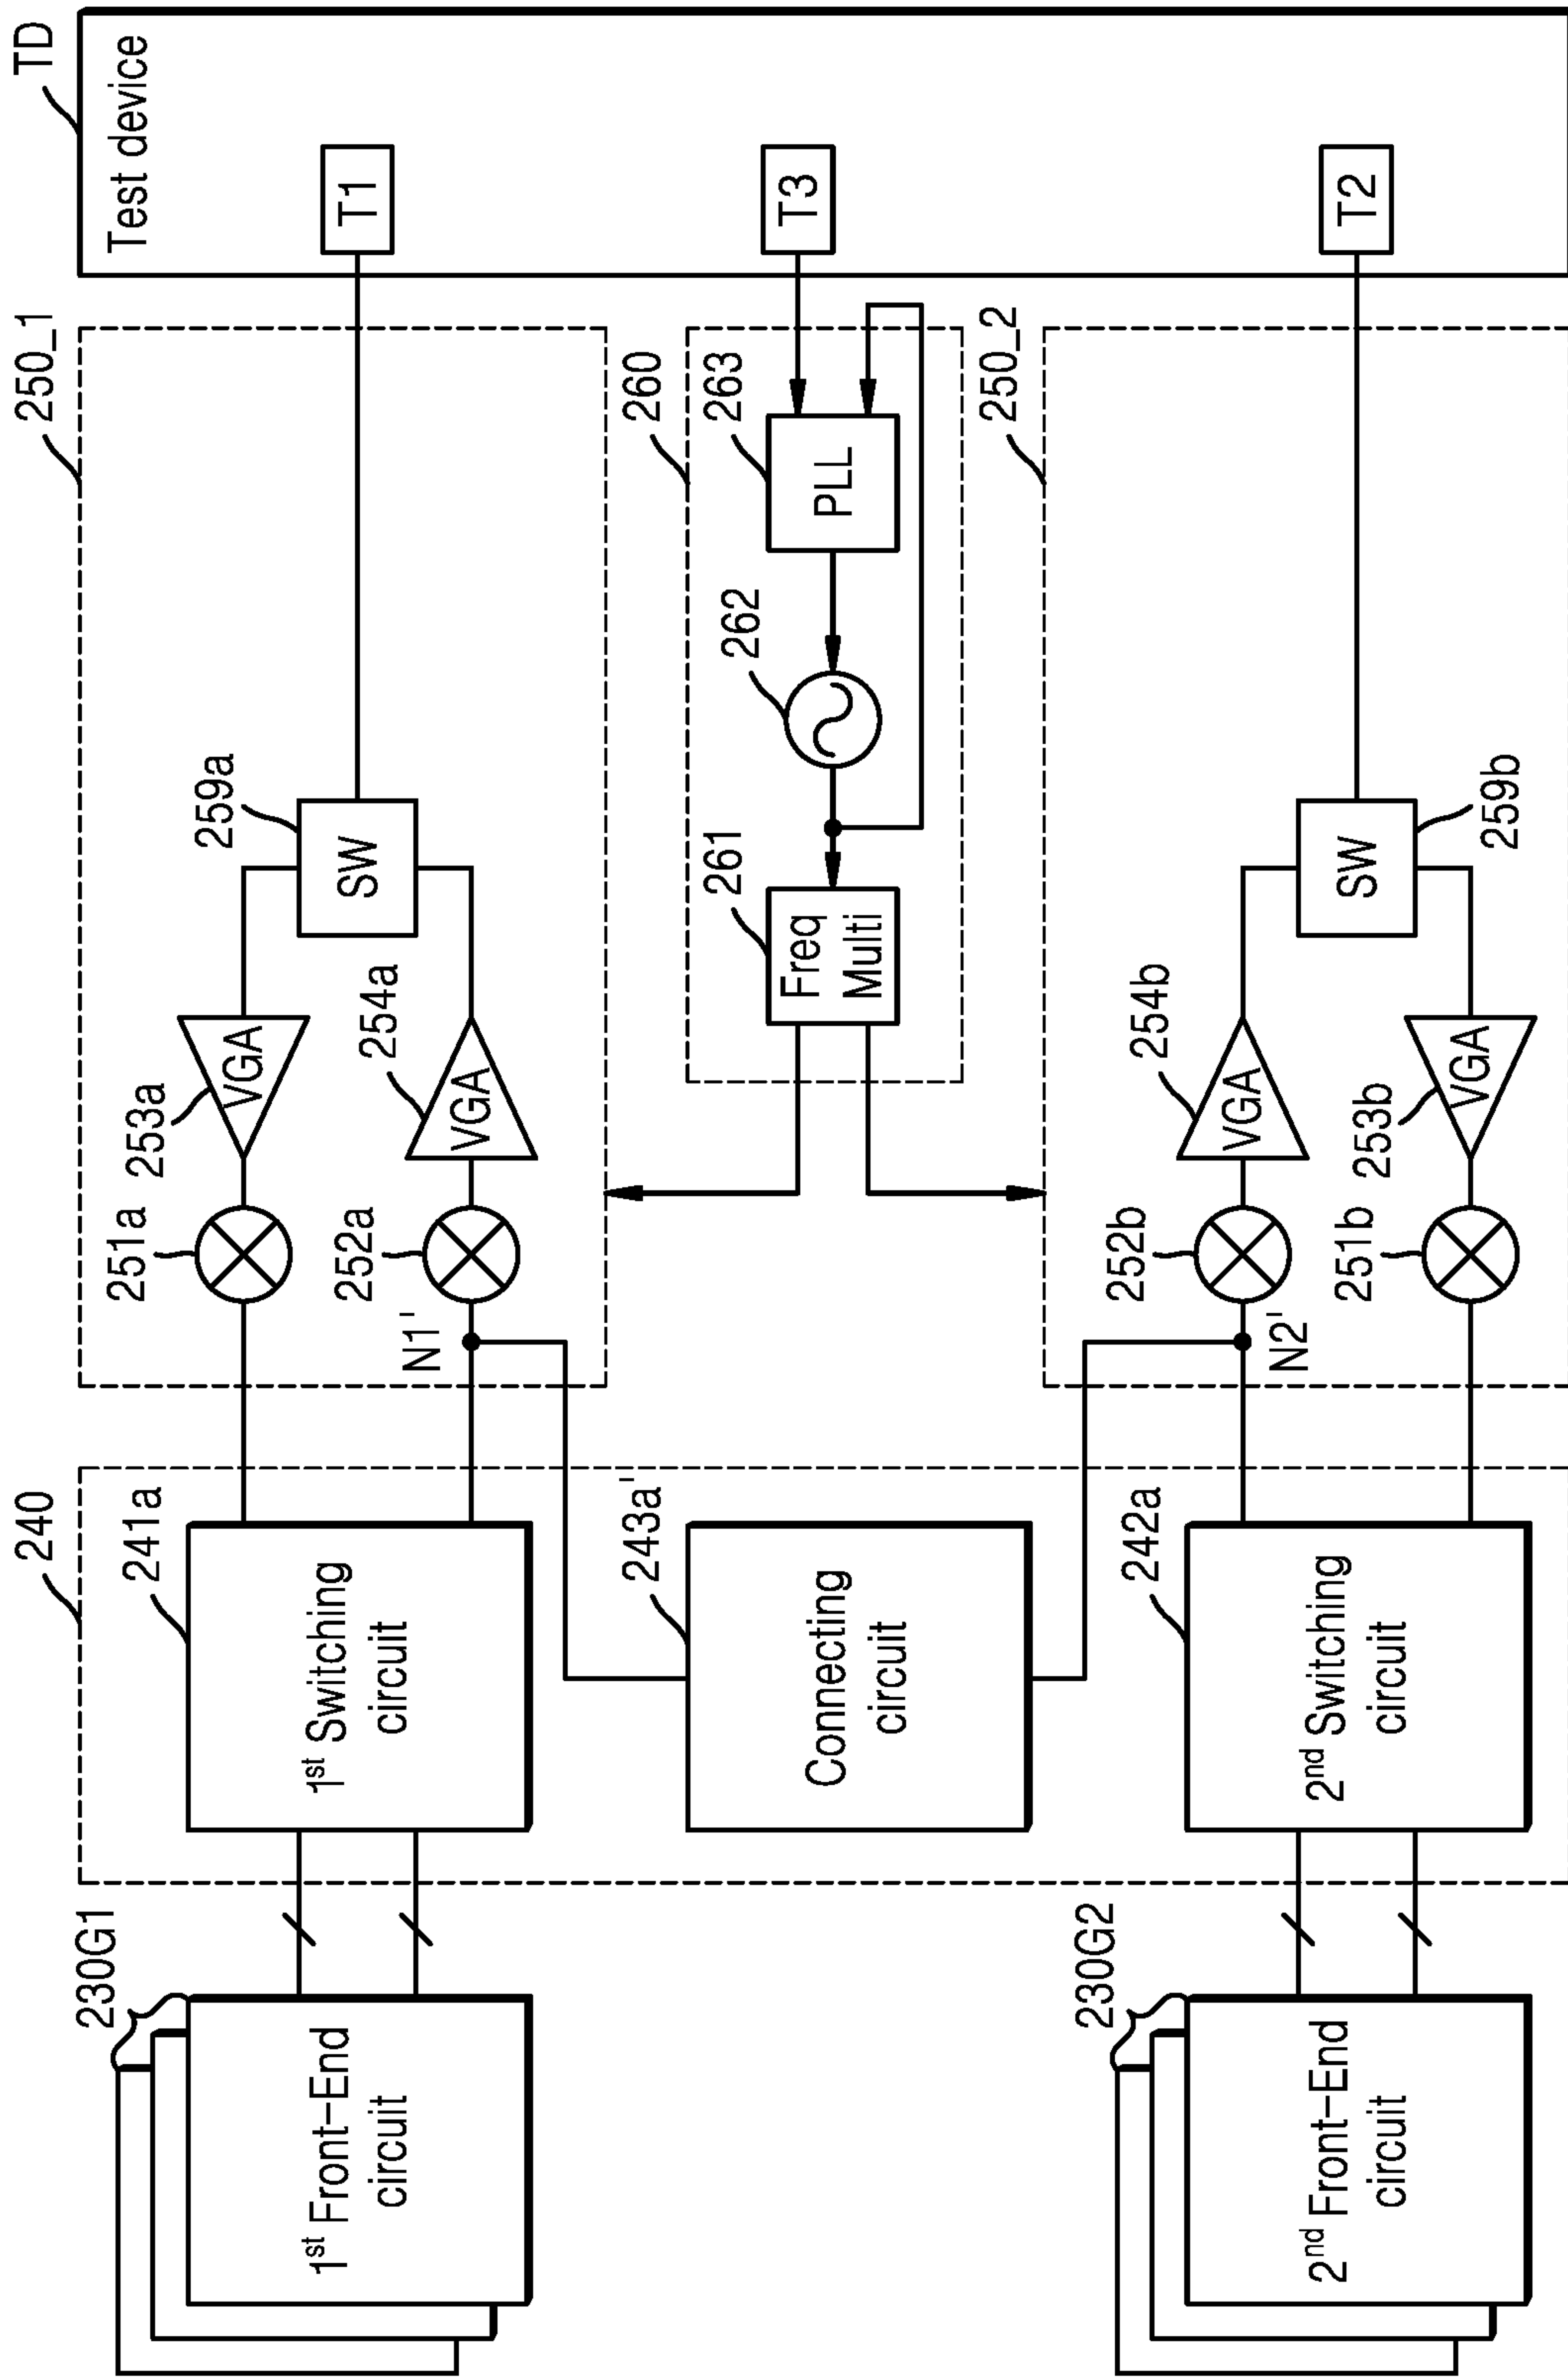 TD
Test device
T1
T3
T2
250_1
259a
SW
253a
VGA
254a
VGA
251a
252a
N1'
260
263
PLL
262
261
Freq
Multi
250_2
254b
VGA
259b
SW
253b
VGA
252b
251b
N2'
240
241a
1st Switching
circuit
243a'
Connecting
circuit
242a
2nd Switching
circuit
230G1
1st Front-End
circuit
230G2
2nd Front-End
circuit